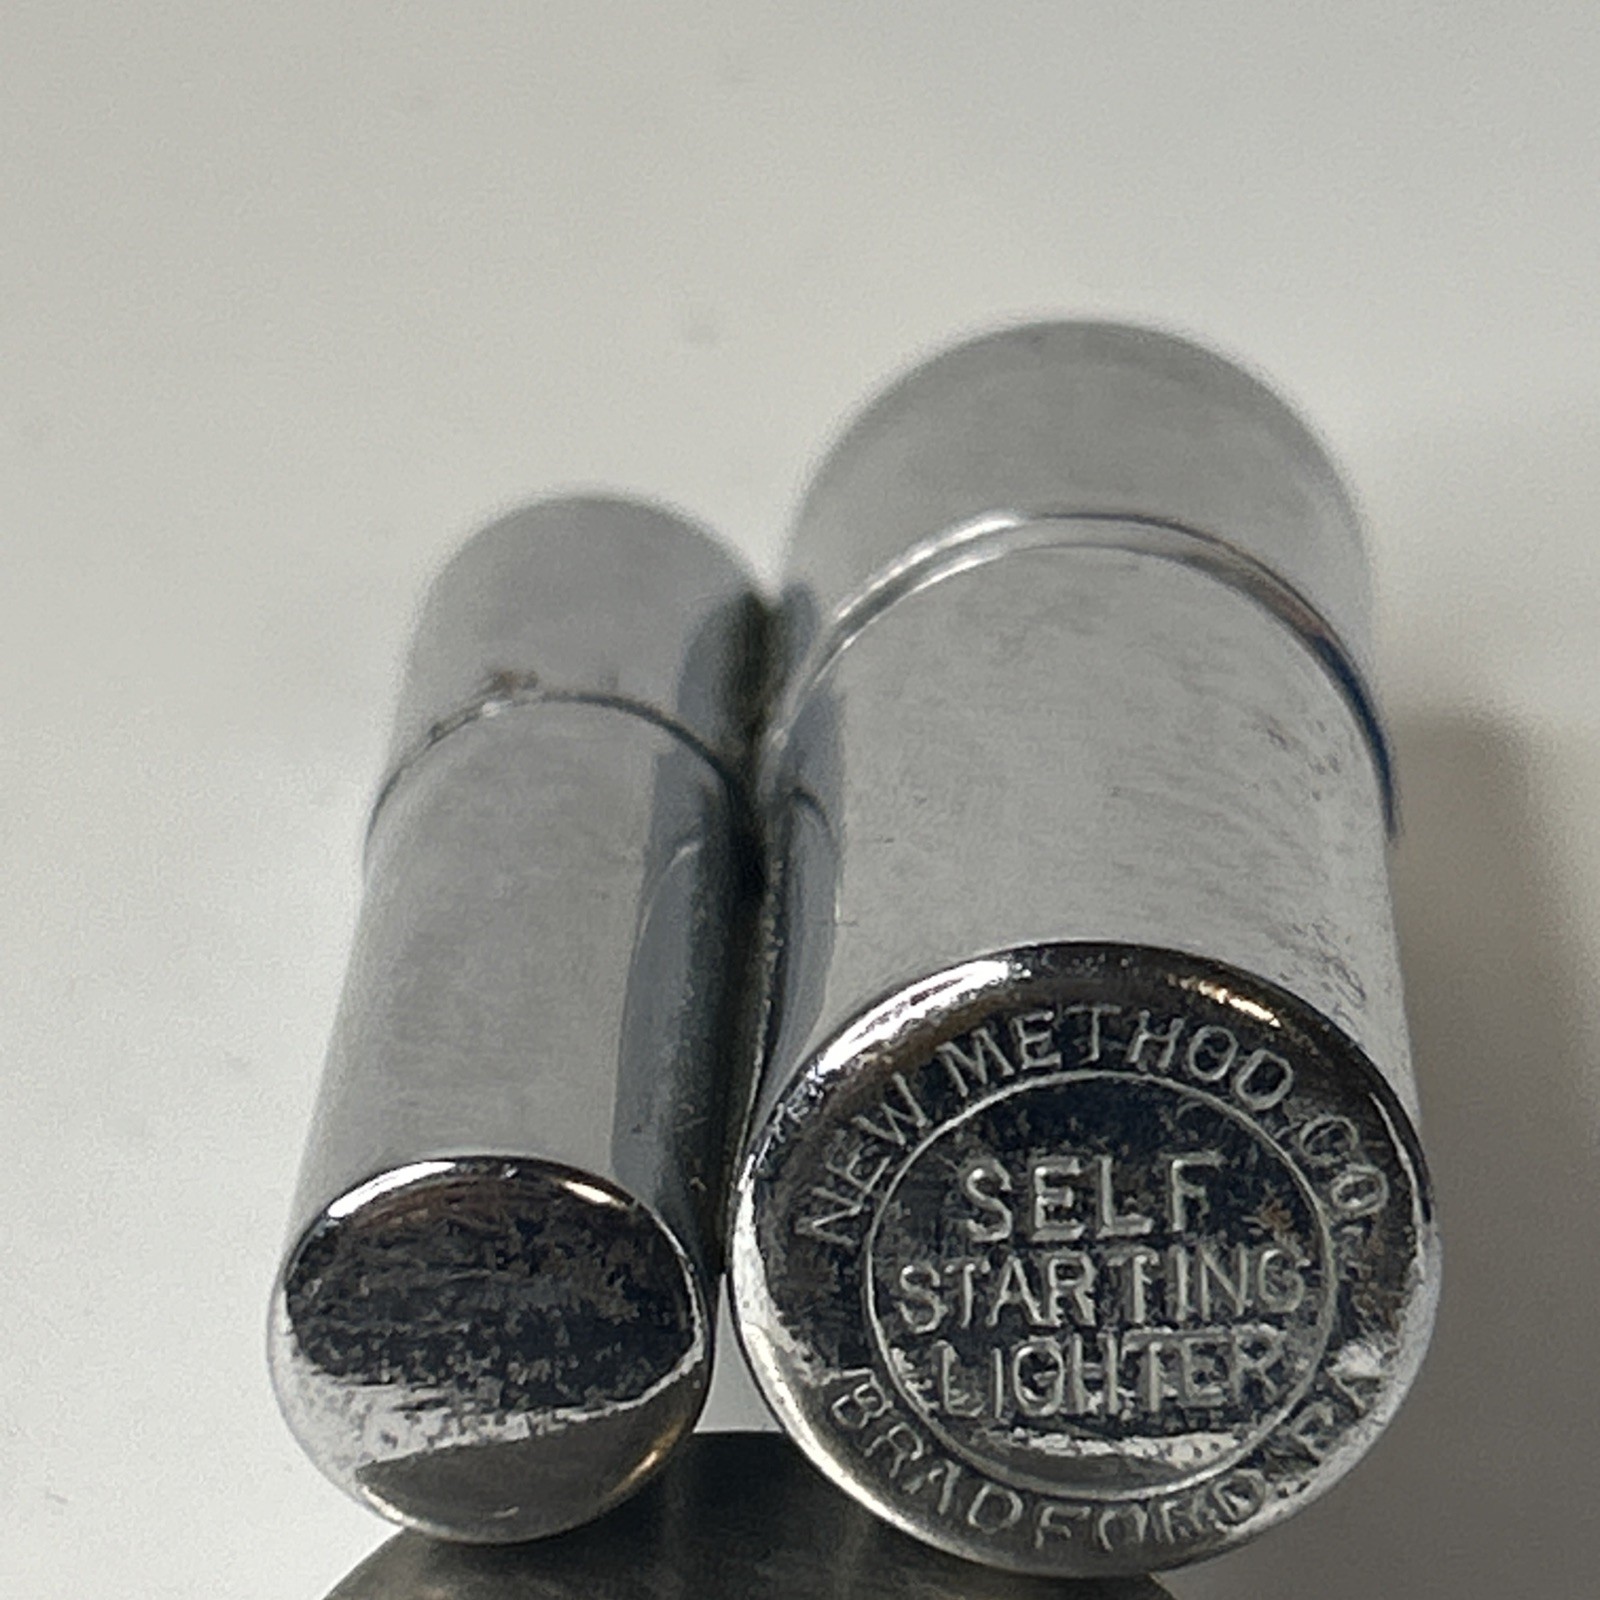 NEW METHOD CO.
SELF
STARTING
LIGHTER
BRADFORD, PA.